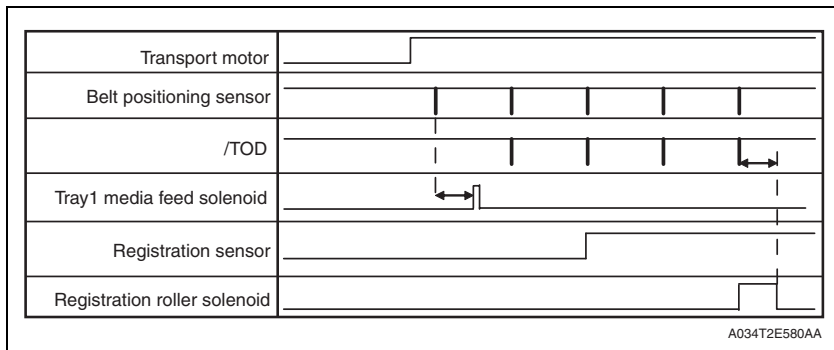 Transport motor
Belt positioning sensor
/TOD
Tray1 media feed solenoid
Registration sensor
Registration roller solenoid
A034T2E580AA